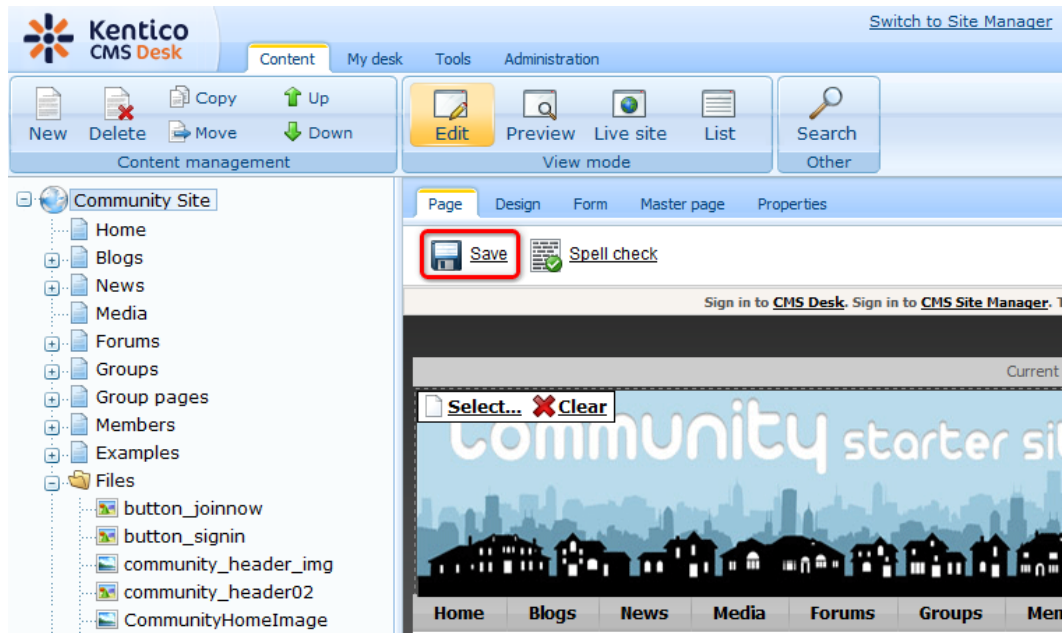 Kentico
CMS Desk
Switch to Site Manager
Content My desk Tools Administration
New Delete Copy Move Up Down
Content management
Edit Preview Live site List
View mode
Search
Other
Community Site
Home
Blogs
News
Media
Forums
Groups
Group pages
Members
Examples
Files
button_joinnow
button_signin
community_header_img
community_header02
CommunityHomeImage
Page Design Form Master page Properties
Save Spell check
Sign in to CMS Desk. Sign in to CMS Site Manager. T
Current
Select... Clear
community starter sit
Home Blogs News Media Forums Groups Mem